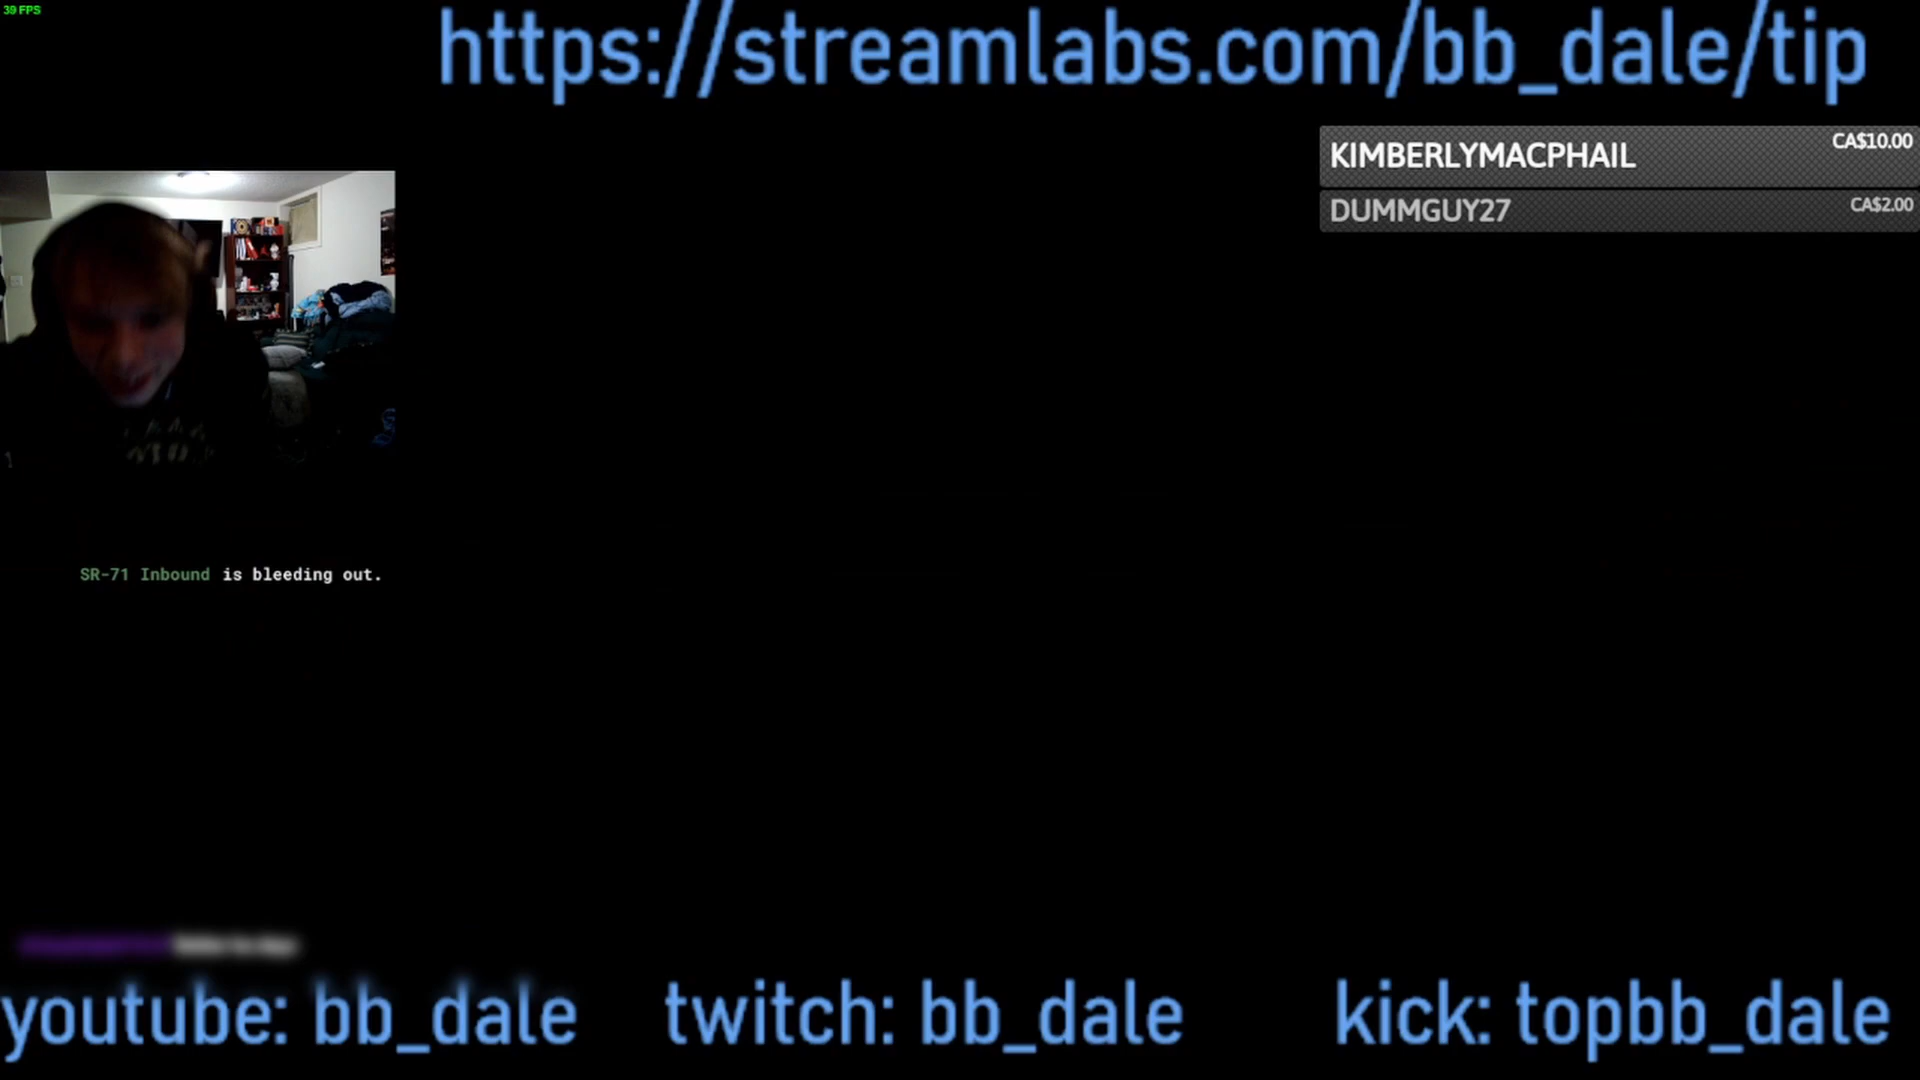 39 FPS
https://streamlabs.com/bb_dale/tip
KIMBERLYMACPHAIL CA$10.00
DUMMGUY27 CA$2.00
SR-71 Inbound is bleeding out.
youtube: bb_dale twitch: bb_dale kick: topbb_dale